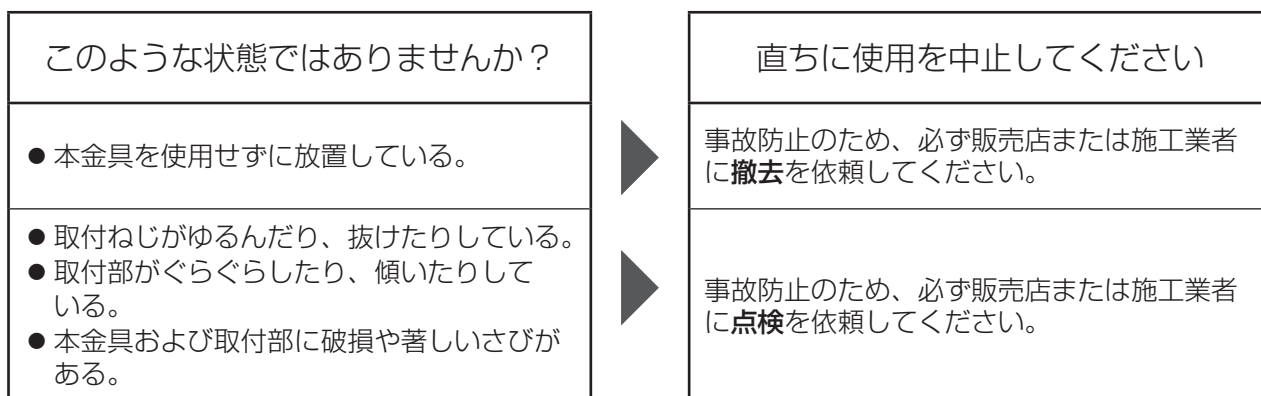 このような状態ではありませんか？
直ちに使用を中止してください
● 本金具を使用せずに放置している。
事故防止のため、必ず販売店または施工業者
に撤去を依頼してください。
● 取付ねじがゆるんだり、抜けたりしている。
● 取付部がぐらぐらしたり、傾いたりして
いる。
● 本金具および取付部に破損や著しいさびが
ある。
事故防止のため、必ず販売店または施工業者
に点検を依頼してください。